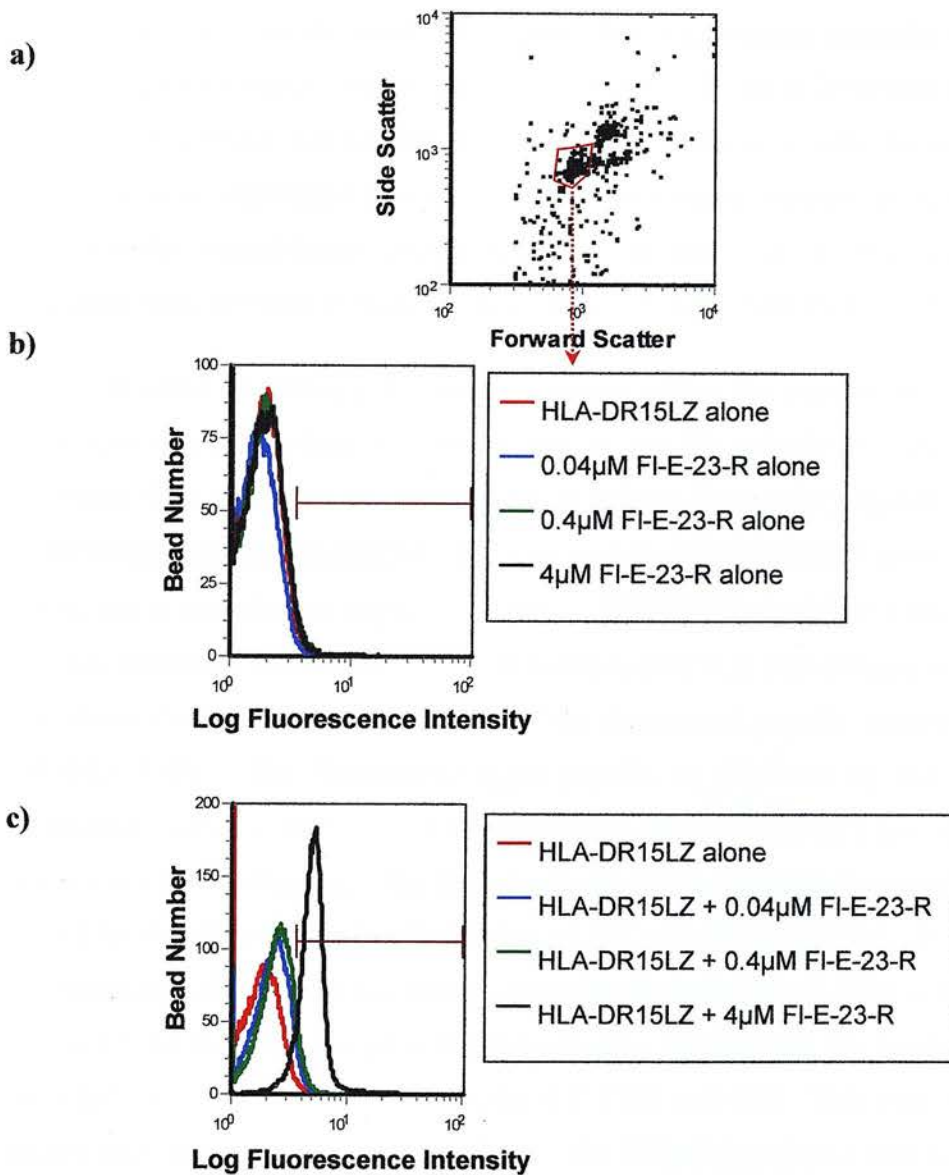 a)
10⁴
10³
10²
Side Scatter
10² 10³ 10⁴
Forward Scatter
b)
100
75
50
25
0
Bead Number
10⁰ 10¹ 10²
Log Fluorescence Intensity
HLA-DR15LZ alone
0.04µM Fl-E-23-R alone
0.4µM Fl-E-23-R alone
4µM Fl-E-23-R alone
c)
200
150
100
50
0
Bead Number
10⁰ 10¹ 10²
Log Fluorescence Intensity
HLA-DR15LZ alone
HLA-DR15LZ + 0.04µM Fl-E-23-R
HLA-DR15LZ + 0.4µM Fl-E-23-R
HLA-DR15LZ + 4µM Fl-E-23-R